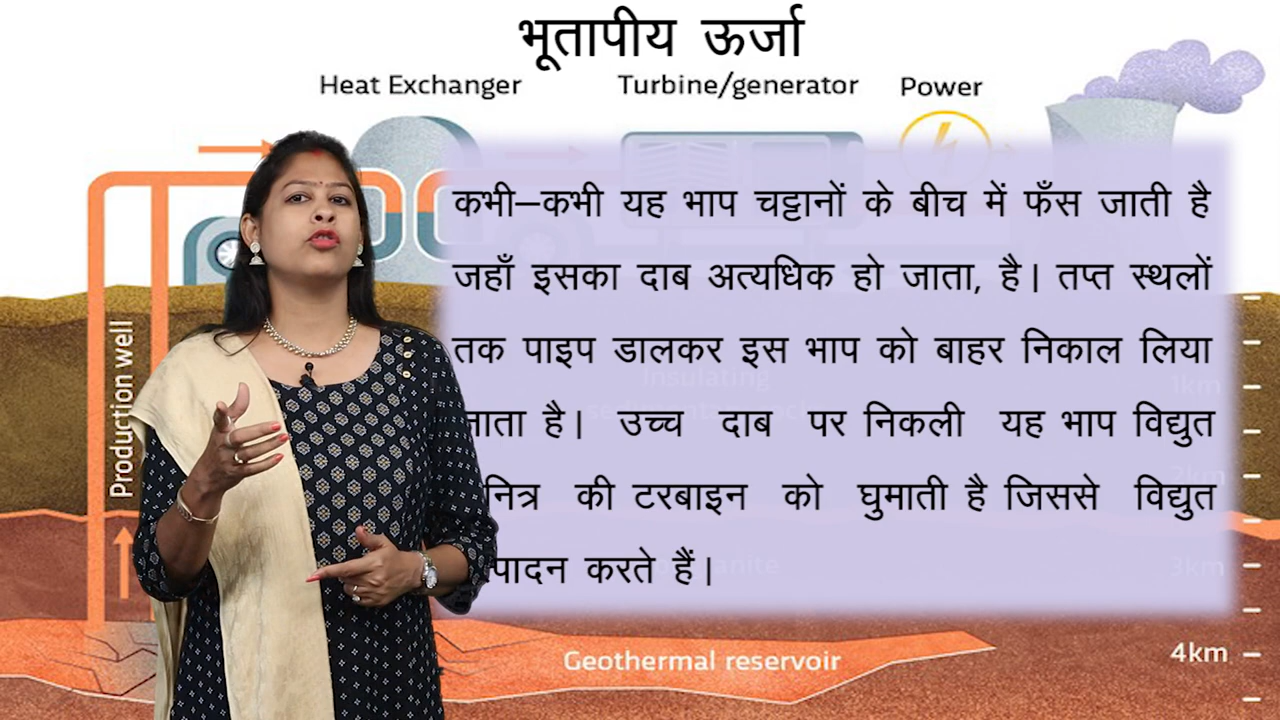 भूतापीय ऊर्जा
Heat Exchanger Turbine/generator Power
कभी–कभी यह भाप चट्टानों के बीच में फँस जाती है
जहाँ इसका दाब अत्यधिक हो जाता, है। तप्त स्थलों
तक पाइप डालकर इस भाप को बाहर निकाल लिया
है। उच्च दाब पर निकली यह भाप विद्युत
की टरबाइन को घुमाती है जिससे विद्युत
करते हैं।
Production well
Insulating
1km
2km
3km
4km
Geothermal reservoir